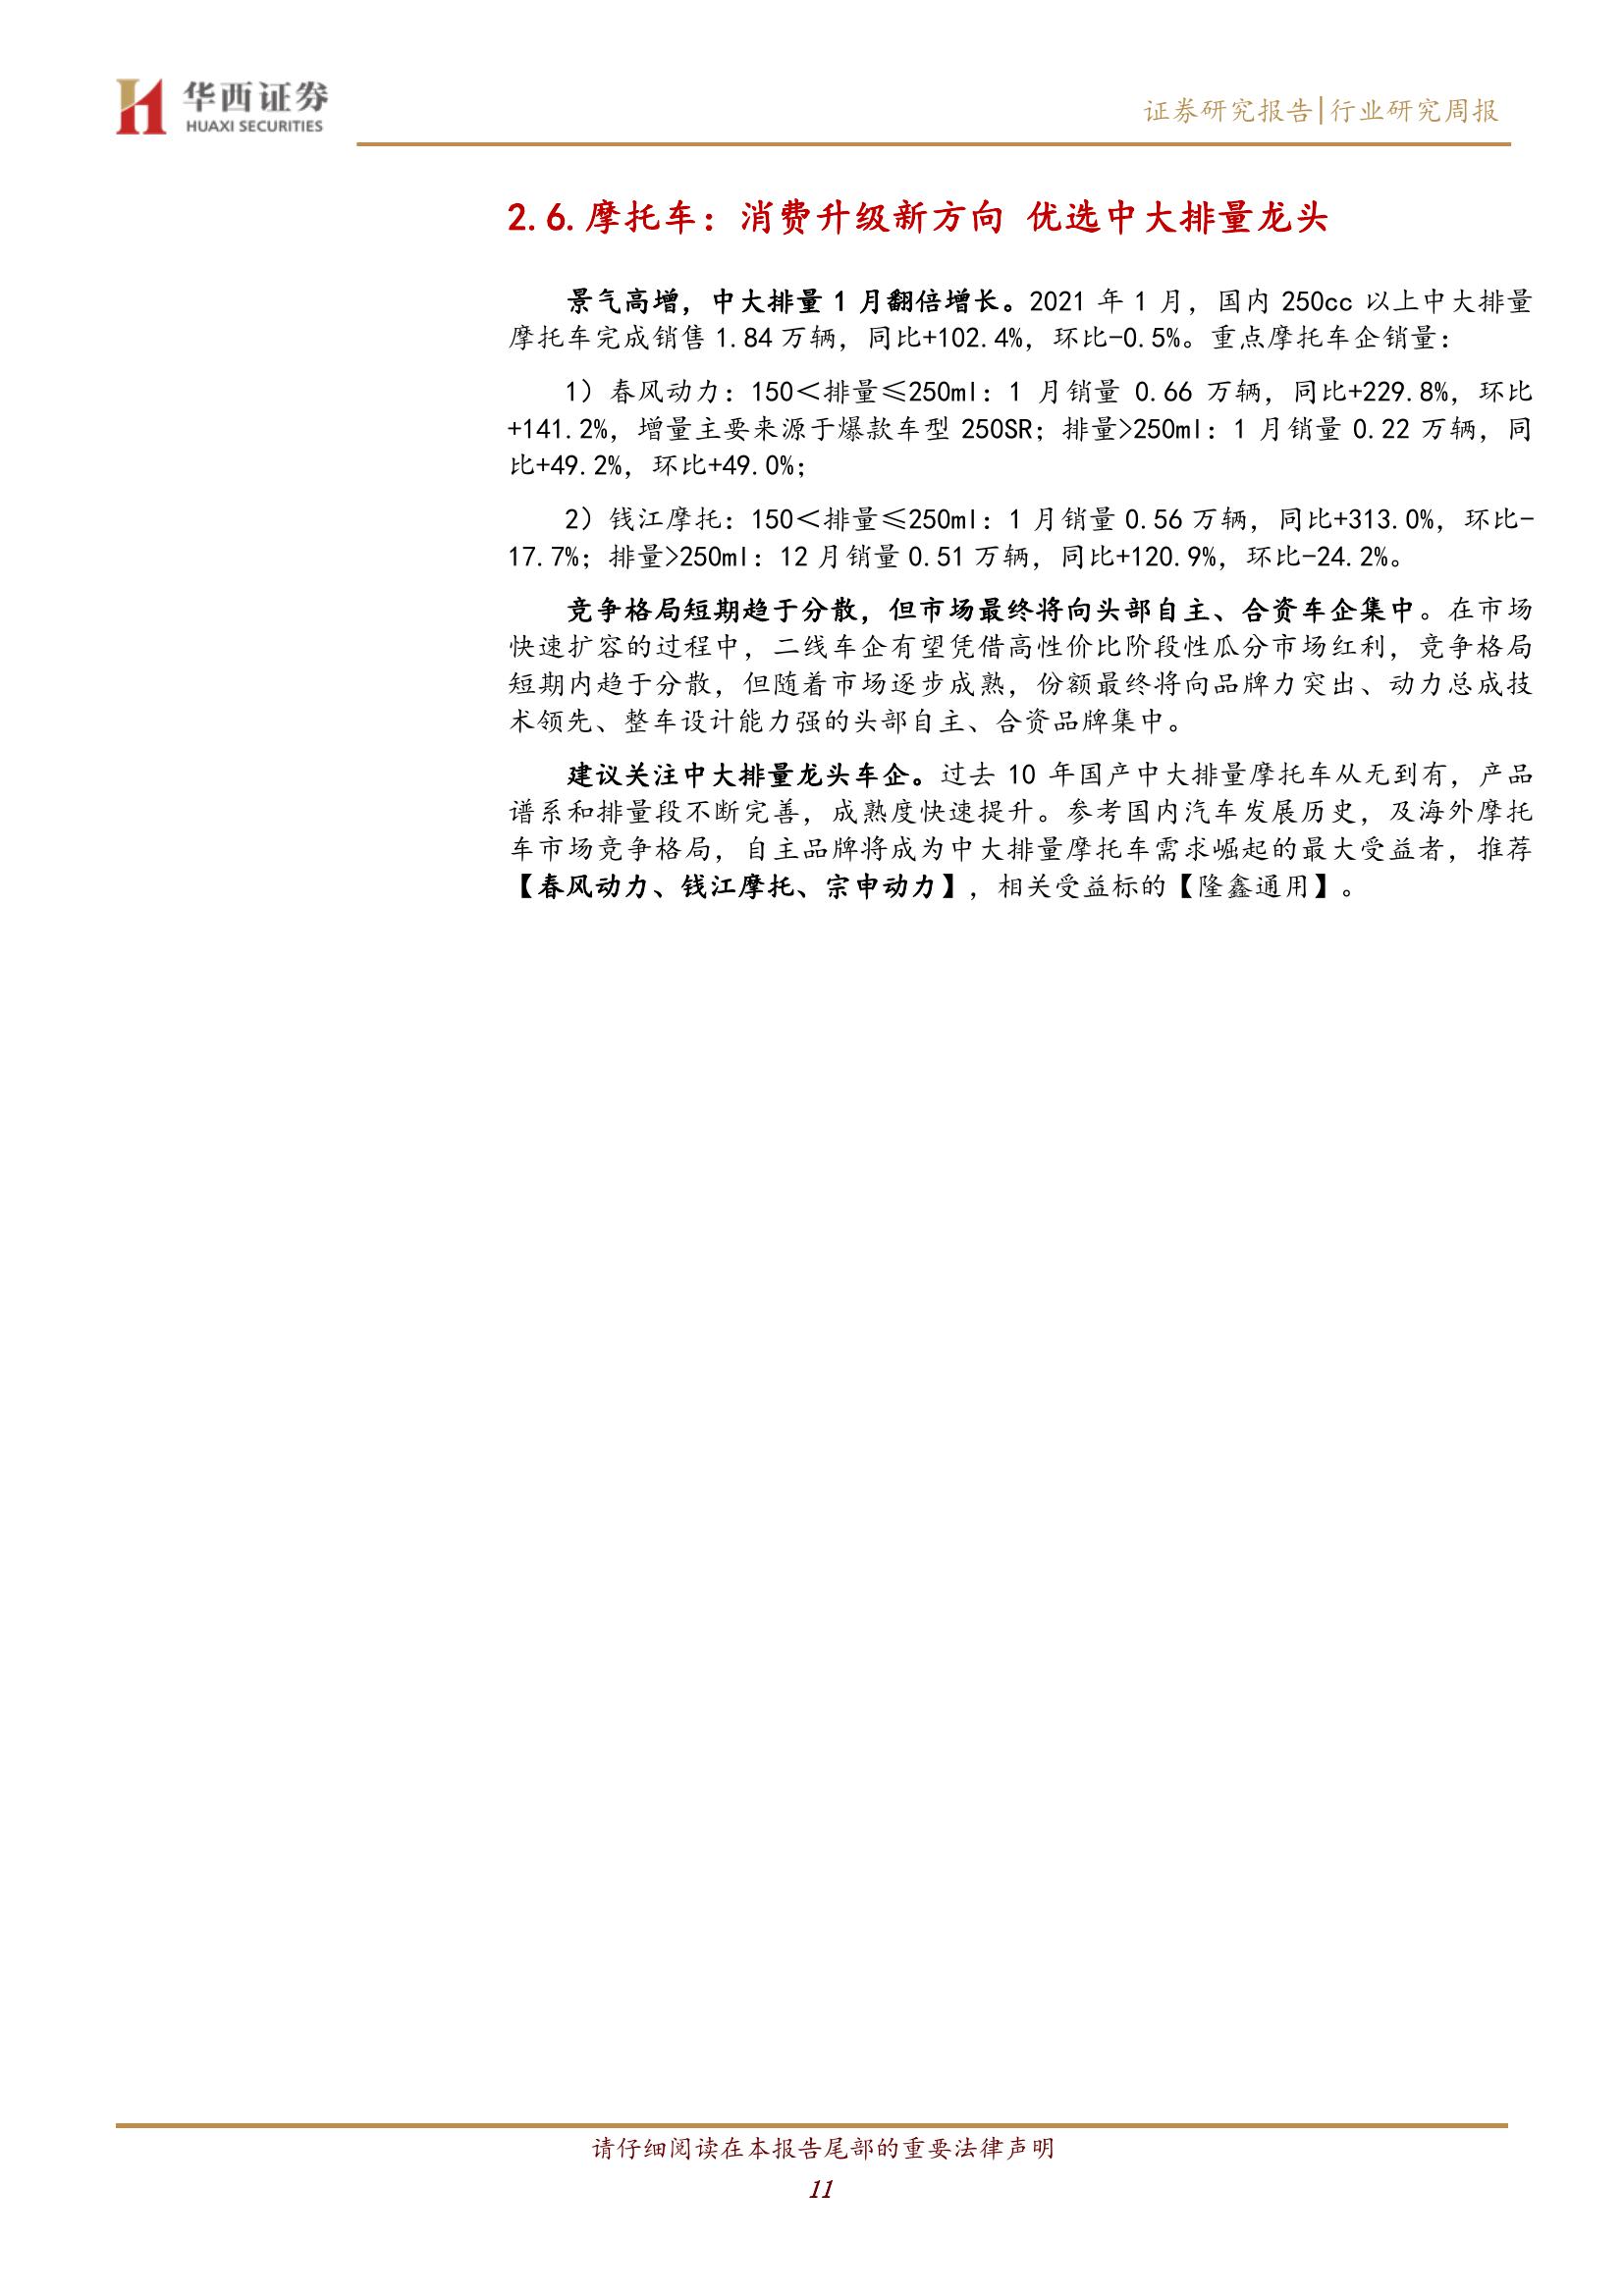 华西证券
HUAXI SECURITIES
证券研究报告|行业研究周报
2.6.摩托车：消费升级新方向 优选中大排量龙头
景气高增，中大排量 1 月翻倍增长。2021 年 1 月，国内 250cc 以上中大排量
摩托车完成销售 1.84 万辆，同比+102.4%，环比-0.5%。重点摩托车企销量：
1）春风动力：150＜排量≤250ml：1 月销量 0.66 万辆，同比+229.8%，环比
+141.2%，增量主要来源于爆款车型 250SR；排量>250ml：1 月销量 0.22 万辆，同
比+49.2%，环比+49.0%；
2）钱江摩托：150＜排量≤250ml：1 月销量 0.56 万辆，同比+313.0%，环比-
17.7%；排量>250ml：12 月销量 0.51 万辆，同比+120.9%，环比-24.2%。
竞争格局短期趋于分散，但市场最终将向头部自主、合资车企集中。在市场
快速扩容的过程中，二线车企有望凭借高性价比阶段性瓜分市场红利，竞争格局
短期内趋于分散，但随着市场逐步成熟，份额最终将向品牌力突出、动力总成技
术领先、整车设计能力强的头部自主、合资品牌集中。
建议关注中大排量龙头车企。过去 10 年国产中大排量摩托车从无到有，产品
谱系和排量段不断完善，成熟度快速提升。参考国内汽车发展历史，及海外摩托
车市场竞争格局，自主品牌将成为中大排量摩托车需求崛起的最大受益者，推荐
【春风动力、钱江摩托、宗申动力】，相关受益标的【隆鑫通用】。
请仔细阅读在本报告尾部的重要法律声明
11